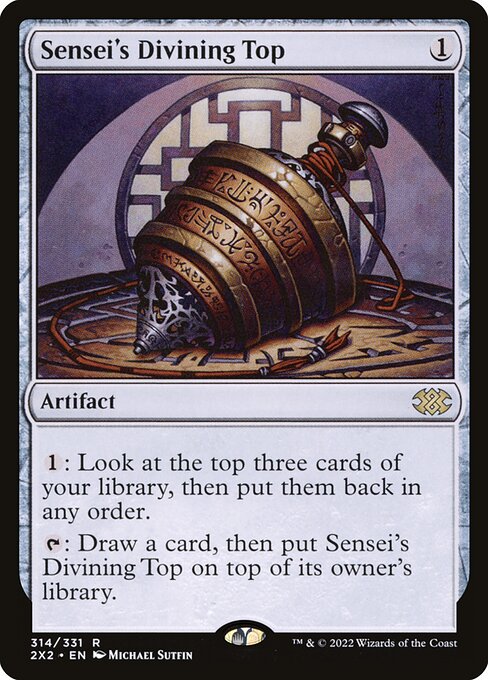 Sensei's Divining Top 1
Artifact
1: Look at the top three cards of
your library, then put them back in
any order.
: Draw a card, then put Sensei's
Divining Top on top of its owner's
library.
314/331 R
™ & © 2022 Wizards of the Coast
2X2 • EN Michael Sutfin